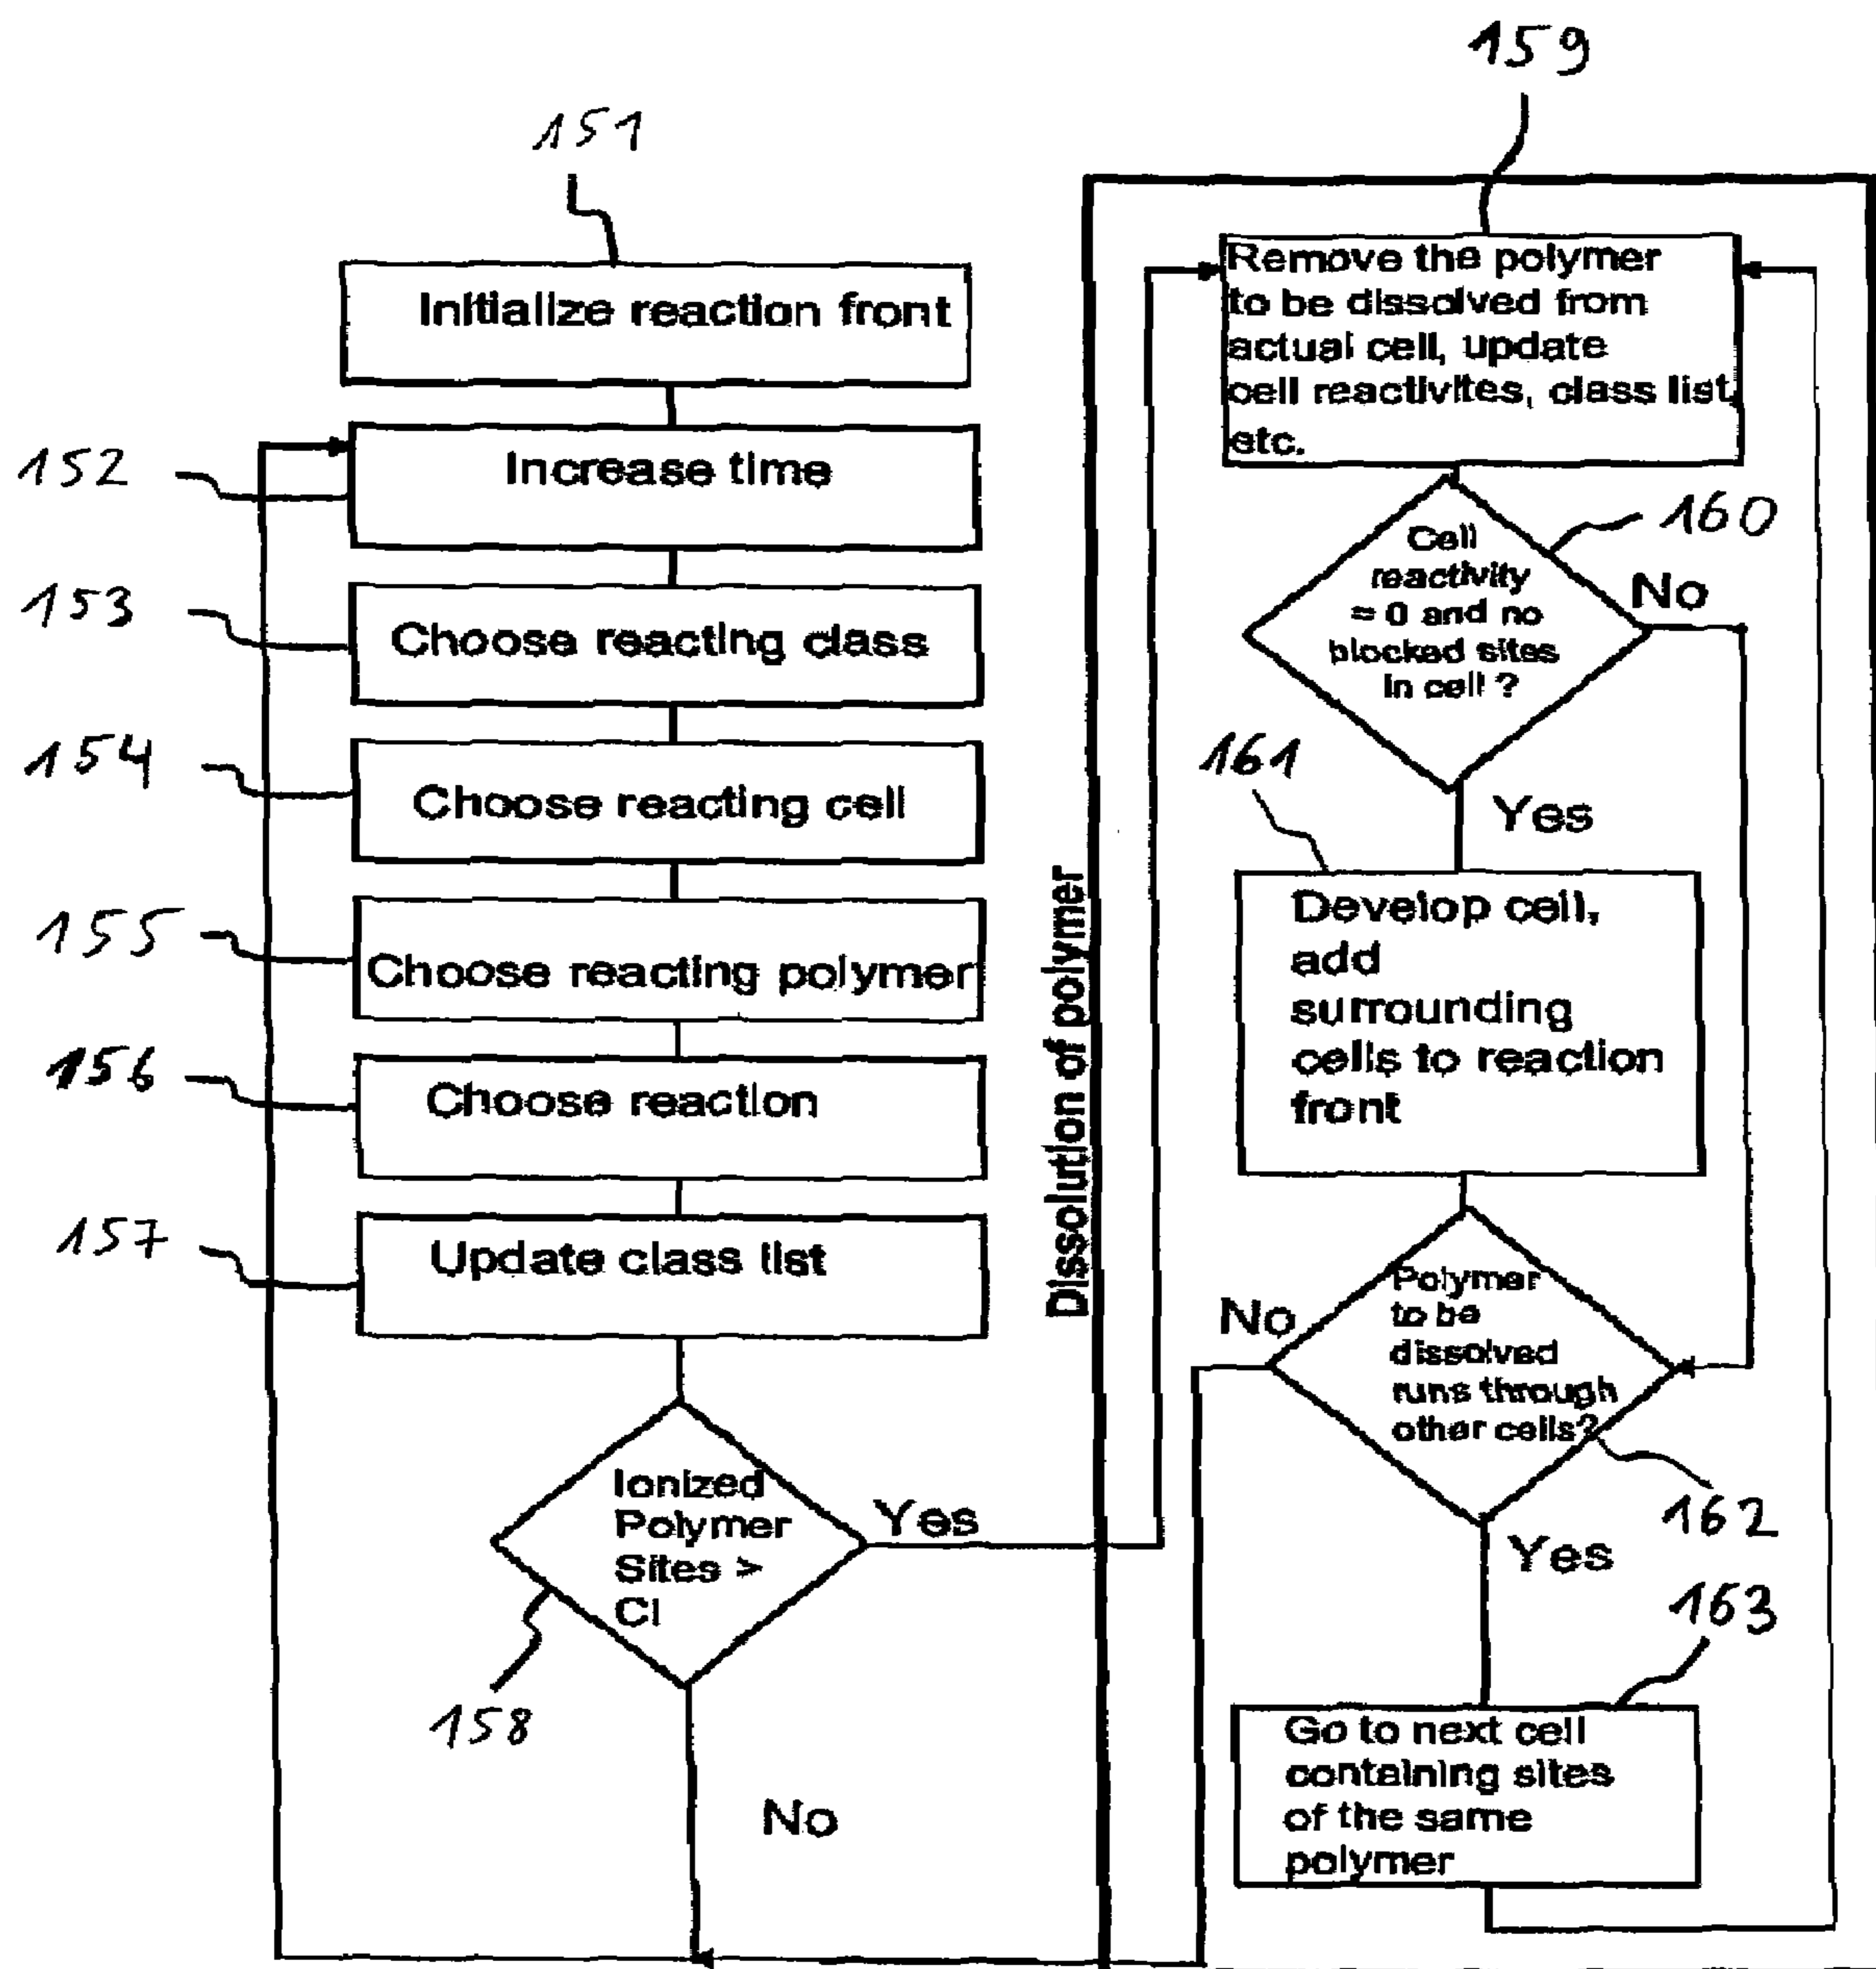 151
Initialize reaction front
152
Increase time
153
Choose reacting class
154
Choose reacting cell
155
Choose reacting polymer
156
Choose reaction
157
Update class list
Ionized
Polymer
Sites >
CI
158
Yes
No
Dissolution of polymer
159
Remove the polymer
to be dissolved from
actual cell, update
cell reactivites, class list
etc.
160
Cell
reactivity
= 0 and no
blocked sites
in cell ?
No
Yes
161
Develop cell,
add
surrounding
cells to reaction
front
Polymer
to be
dissolved
runs through
other cells?
162
No
Yes
163
Go to next cell
containing sites
of the same
polymer